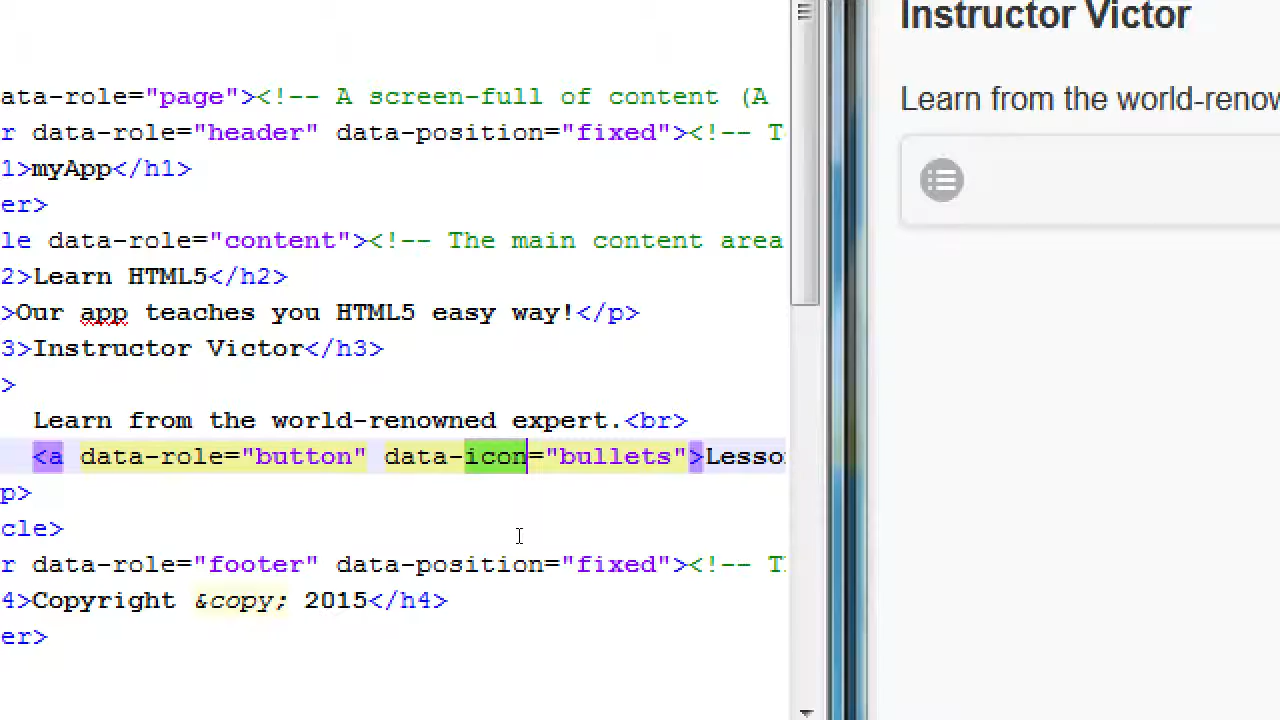 ata-role="page"><!-- A screen-full of content (A
r data-role="header" data-position="fixed"><!-- T
1>myApp</h1>
er>
le data-role="content"><!-- The main content area
2>Learn HTML5</h2>
>Our app teaches you HTML5 easy way!</p>
3>Instructor Victor</h3>
>
Learn from the world-renowned expert.<br>
<a data-role="button" data-icon="bullets">Lesso
p>
cle>
r data-role="footer" data-position="fixed"><!-- T
4>Copyright &copy; 2015</h4>
er>
Instructor Victor
Learn from the world-renow